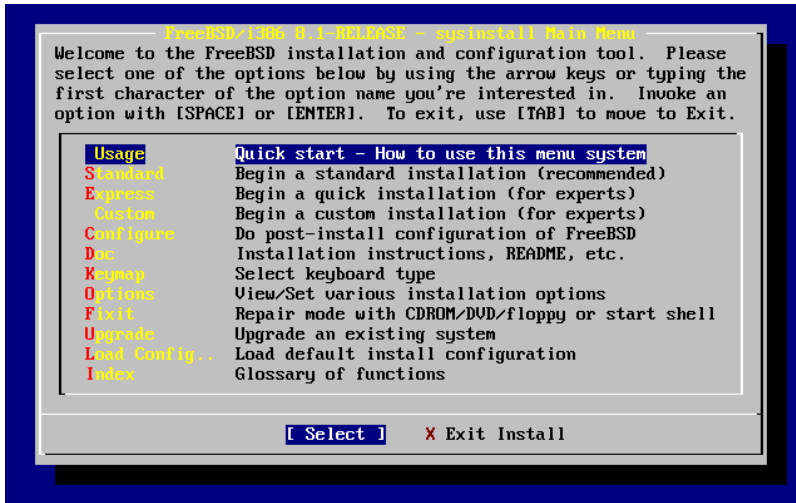 FreeBSD/i386 8.1-RELEASE - sysinstall Main Menu
Welcome to the FreeBSD installation and configuration tool.  Please
select one of the options below by using the arrow keys or typing the
first character of the option name you're interested in.  Invoke an
option with [SPACE] or [ENTER].  To exit, use [TAB] to move to Exit.
Usage Quick start - How to use this menu system
Standard Begin a standard installation (recommended)
Express Begin a quick installation (for experts)
Custom Begin a custom installation (for experts)
Configure Do post-install configuration of FreeBSD
Doc Installation instructions, README, etc.
Keymap Select keyboard type
Options View/Set various installation options
Fixit Repair mode with CDROM/DVD/floppy or start shell
Upgrade Upgrade an existing system
Load Config.. Load default install configuration
Index Glossary of functions
[ Select ] X Exit Install